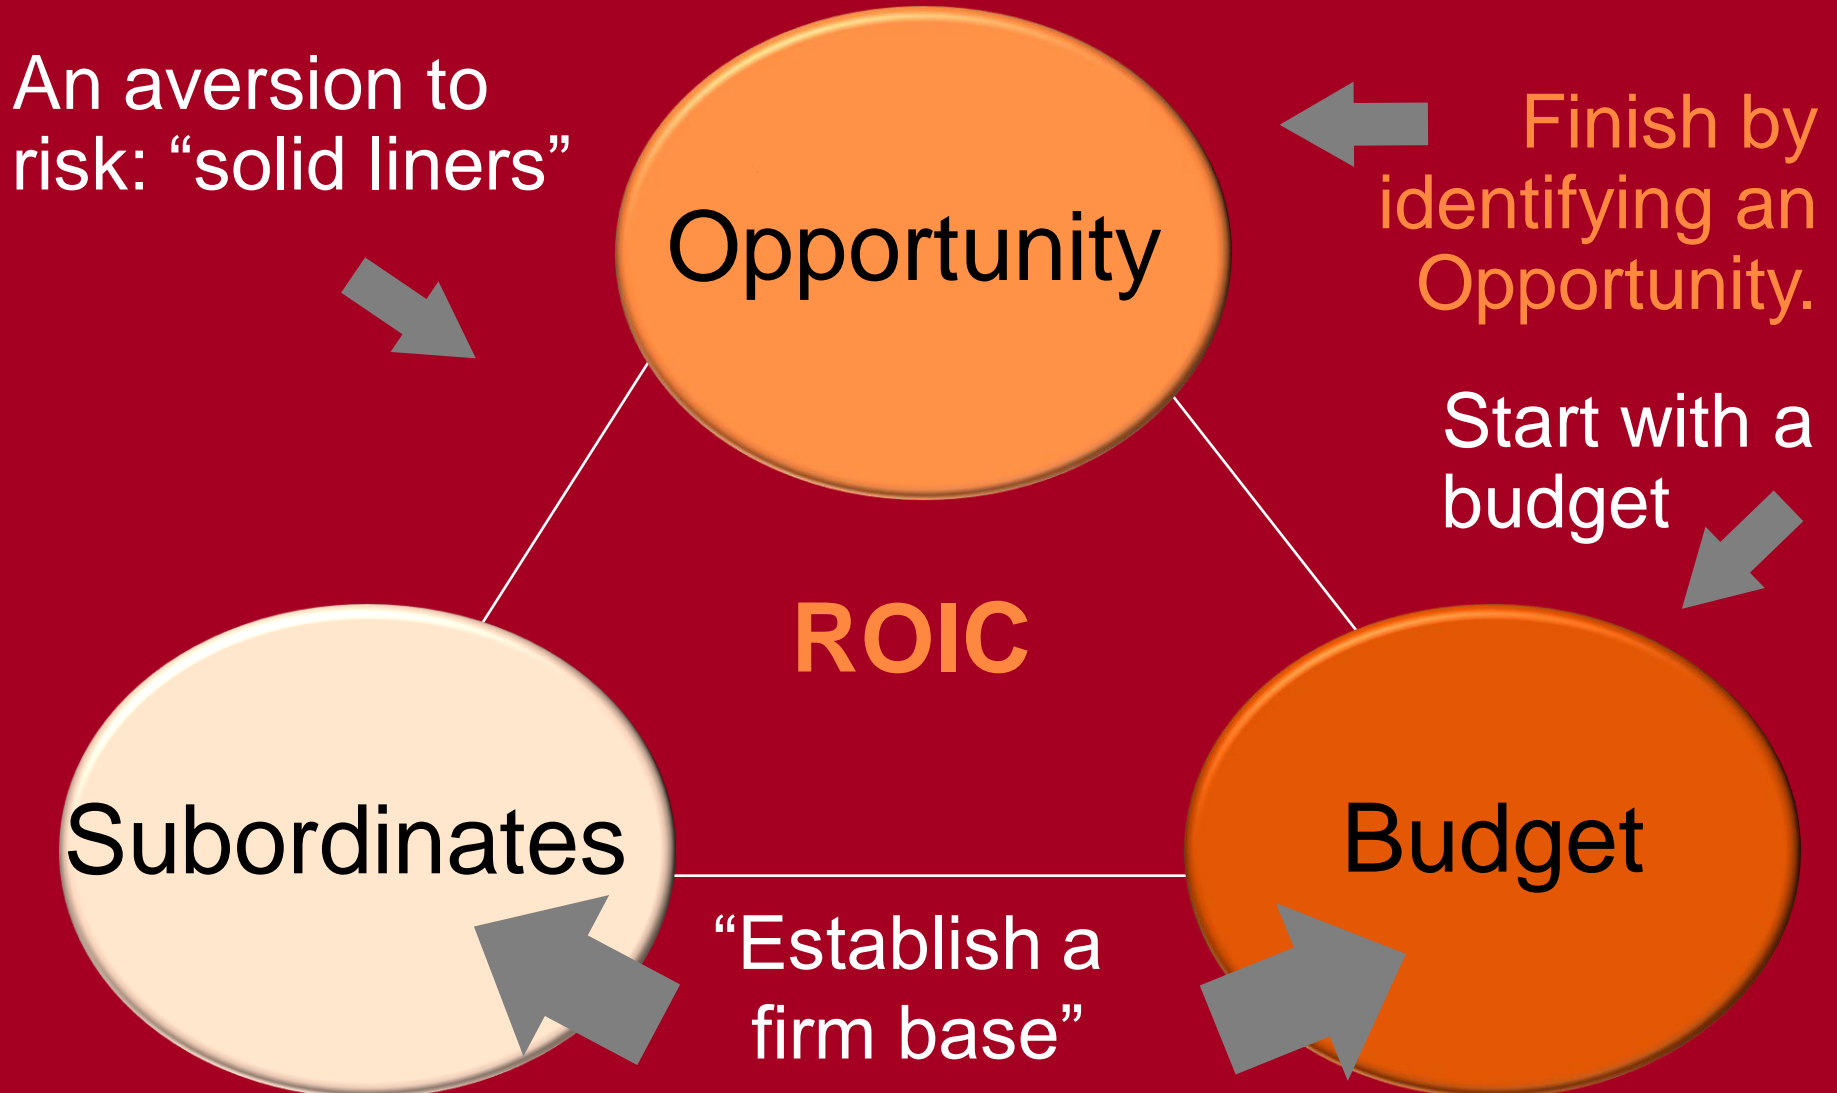 An aversion to
risk: “solid liners”
Opportunity
Finish by
identifying an
Opportunity.
Start with a
budget
ROIC
Subordinates
Budget
“Establish a
firm base”